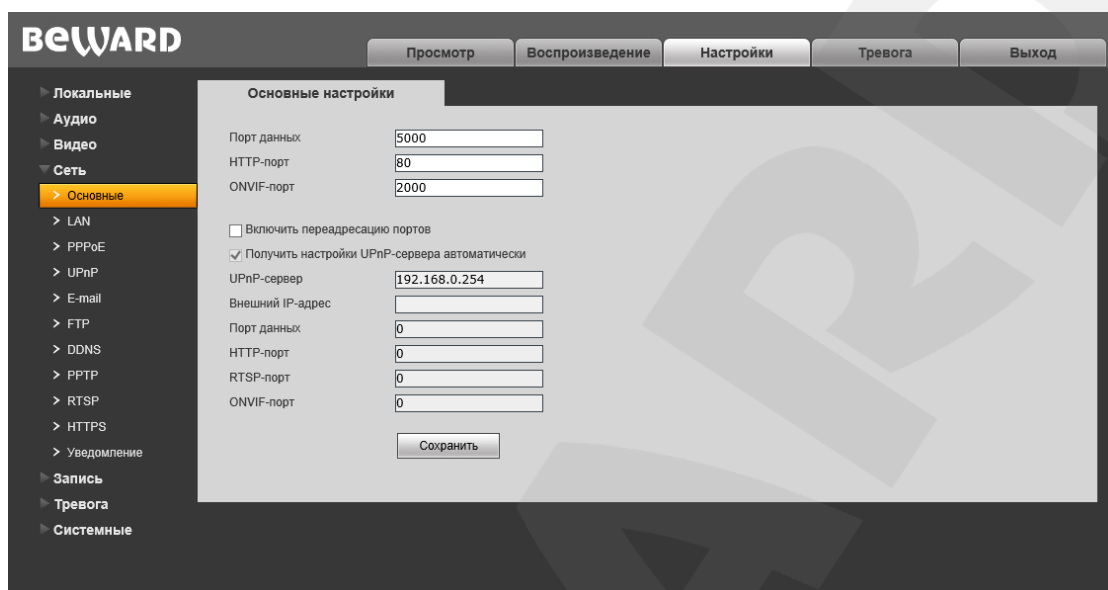 BEWARD
Просмотр
Воспроизведение
Настройки
Тревога
Выход
Локальные
Аудио
Видео
Сеть
> Основные
> LAN
> PPPoE
> UPnP
> E-mail
> FTP
> DDNS
> PPTP
> RTSP
> HTTPS
> Уведомление
Запись
Тревога
Системные
Основные настройки
Порт данных 5000
HTTP-порт 80
ONVIF-порт 2000
Включить переадресацию портов
Получить настройки UPnP-сервера автоматически
UPnP-сервер 192.168.0.254
Внешний IP-адрес
Порт данных 0
HTTP-порт 0
RTSP-порт 0
ONVIF-порт 0
Сохранить